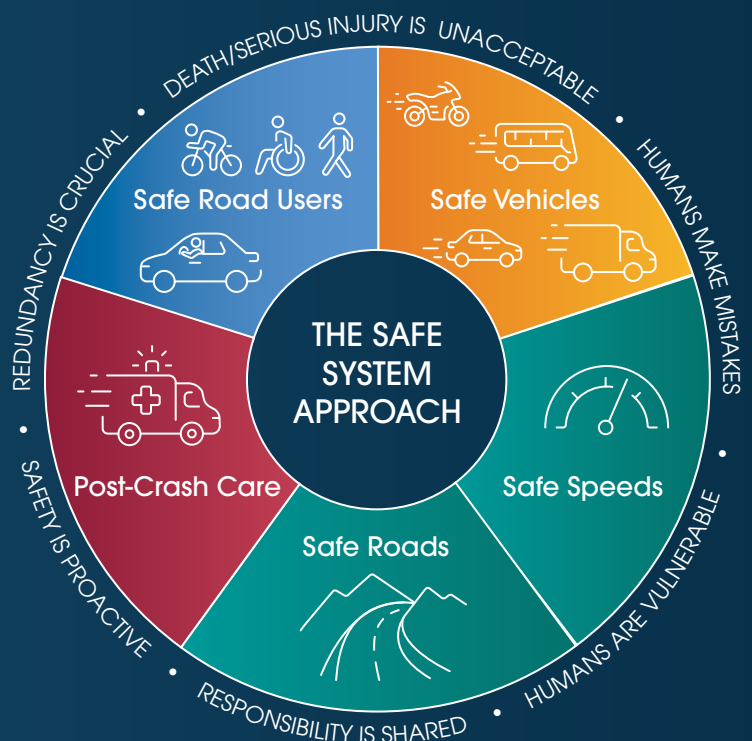 DEATH/SERIOUS INJURY IS UNACCEPTABLE
HUMANS MAKE MISTAKES
HUMANS ARE VULNERABLE
RESPONSIBILITY IS SHARED
SAFETY IS PROACTIVE
REDUNDANCY IS CRUCIAL
Safe Road Users
Safe Vehicles
THE SAFE
SYSTEM
APPROACH
Safe Speeds
Safe Roads
Post-Crash Care